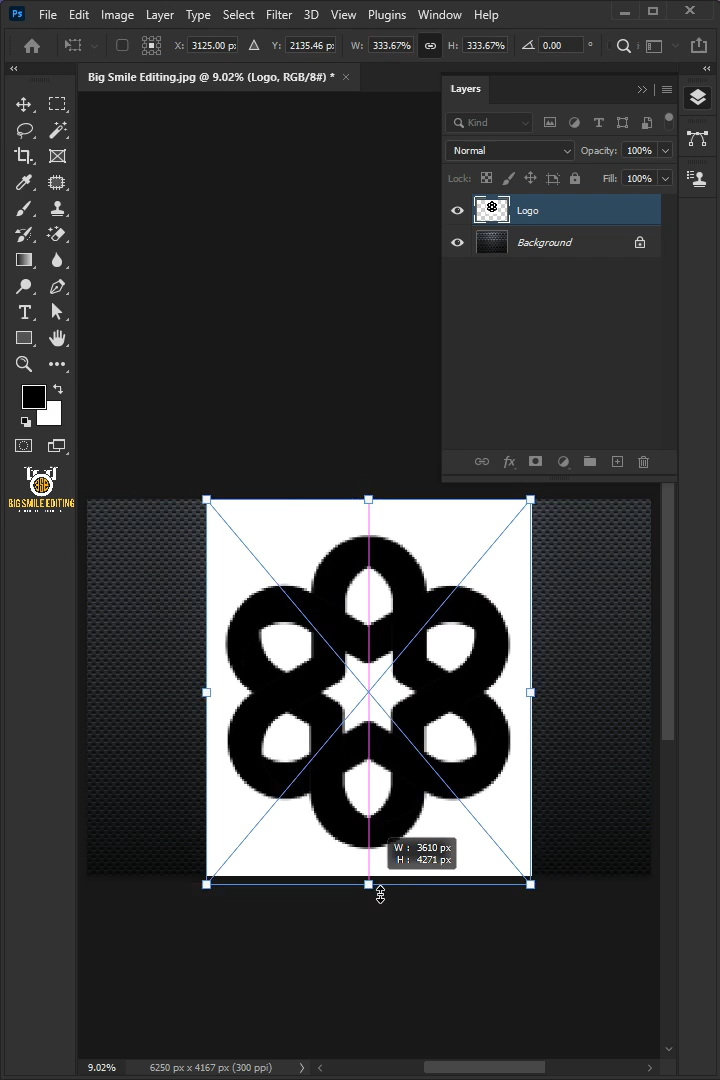 Ps File Edit Image Layer Type Select Filter 3D View Plugins Window Help
X: 3125.00 px Y: 2135.46 px W: 333.67% H: 333.67% 0.00 °
Big Smile Editing.jpg @ 9.02% (Logo, RGB/8#) * ×
Layers
Kind
Normal Opacity: 100%
Lock: Fill: 100%
Logo
Background
fx
BIG SMILE EDITING
W : 3610 px
H : 4271 px
9.02% 6250 px x 4167 px (300 ppi)